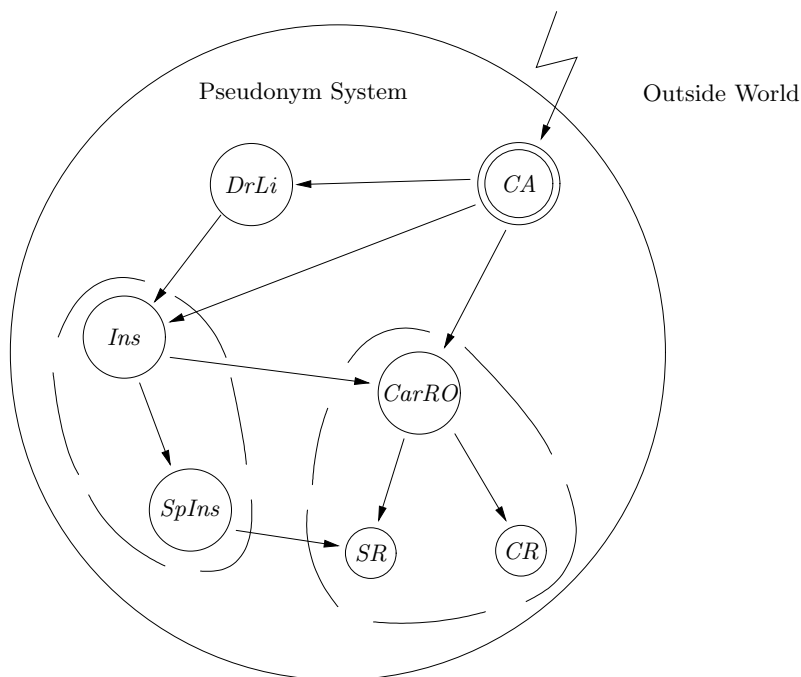 Pseudonym System
Outside World
DrLi
CA
Ins
CarRO
SpIns
SR
CR